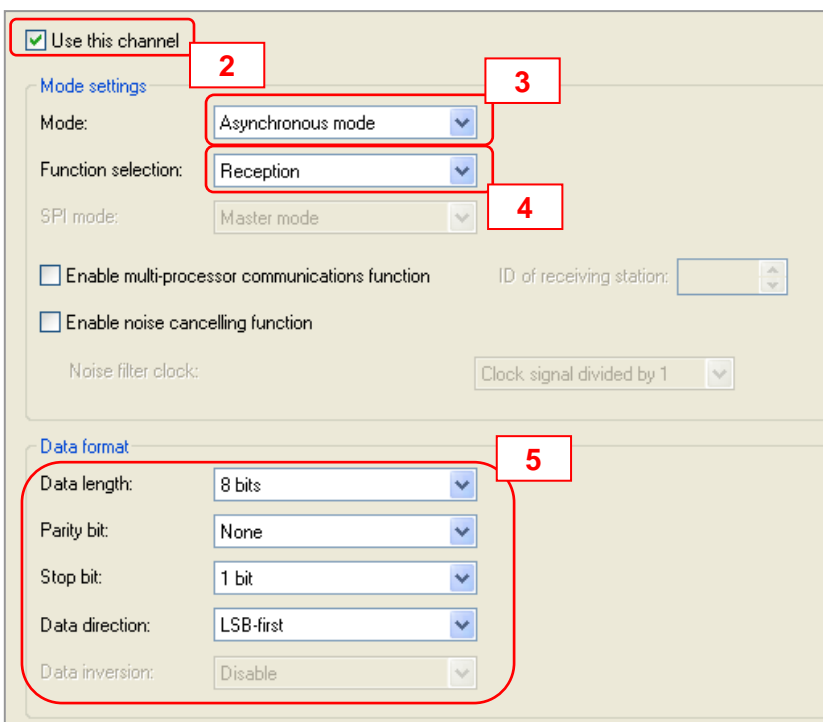 Use this channel
2
Mode settings
3
Mode: Asynchronous mode
Function selection: Reception
4
SPI mode: Master mode
Enable multi-processor communications function ID of receiving station:
Enable noise cancelling function
Noise filter clock: Clock signal divided by 1
Data format
5
Data length: 8 bits
Parity bit: None
Stop bit: 1 bit
Data direction: LSB-first
Data inversion: Disable